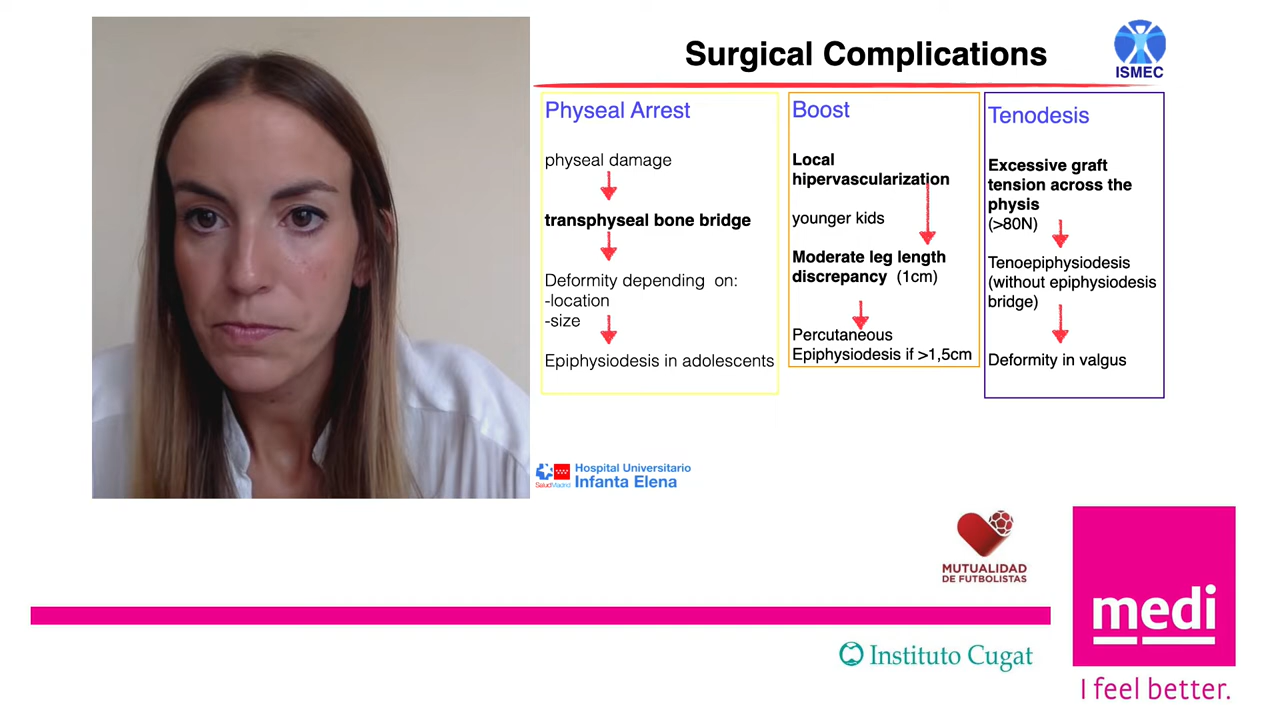 Surgical Complications
ISMEC
Physeal Arrest
physeal damage
transphyseal bone bridge
Deformity depending on:
-location
-size
Epiphysiodesis in adolescents
Boost
Local
hipervascularization
younger kids
Moderate leg length
discrepancy (1cm)
Percutaneous
Epiphysiodesis if >1,5cm
Tenodesis
Excessive graft
tension across the
physis
(>80N)
Tenoepiphysiodesis
(without epiphysiodesis
bridge)
Deformity in valgus
SaludMadrid
Hospital Universitario
Infanta Elena
MUTUALIDAD
DE FUTBOLISTAS
medi
Instituto Cugat
I feel better.